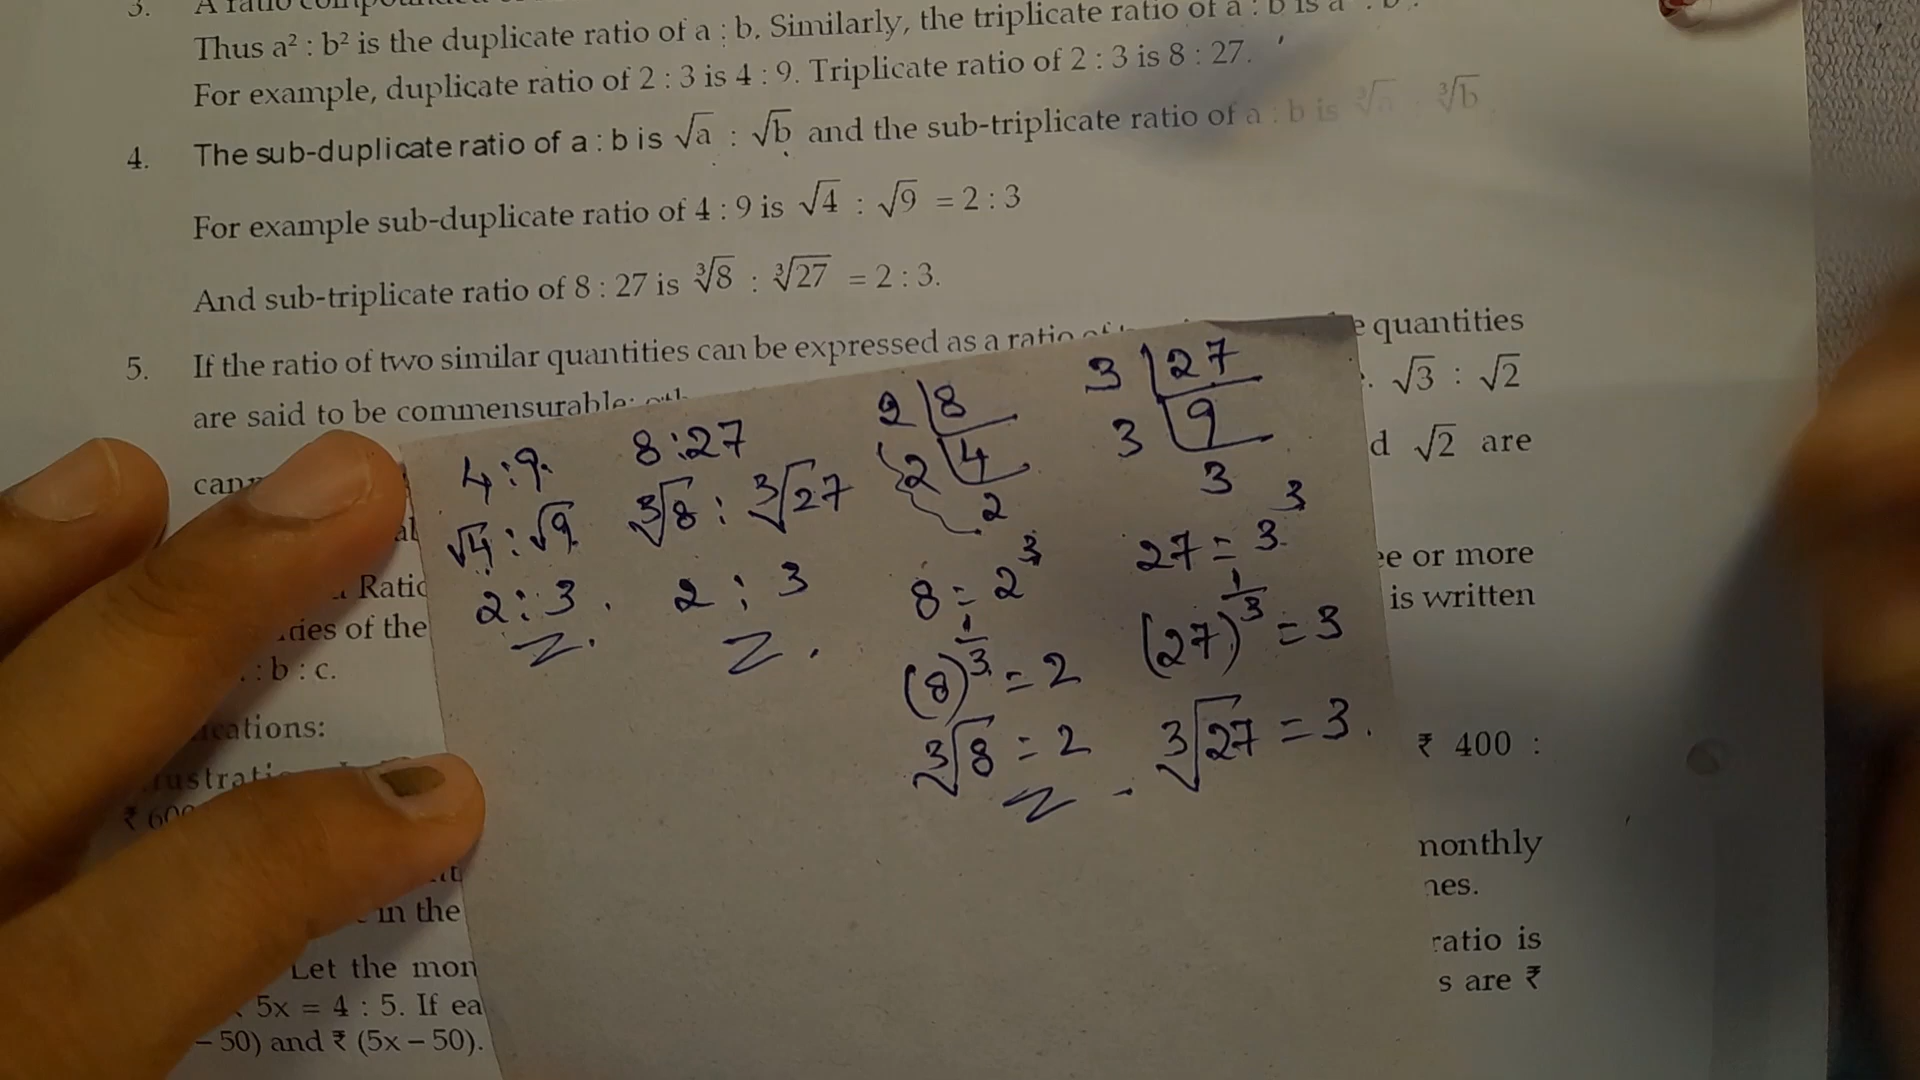 3.
Thus a² : b² is the duplicate ratio of a : b. Similarly, the triplicate ratio of a : b is
For example, duplicate ratio of 2 : 3 is 4 : 9. Triplicate ratio of 2 : 3 is 8 : 27.
4. The sub-duplicate ratio of a : b is √a : √b and the sub-triplicate ratio of a : b is ∛a : ∛b
For example sub-duplicate ratio of 4 : 9 is √4 : √9 = 2 : 3
And sub-triplicate ratio of 8 : 27 is ∛8 : ∛27 = 2 : 3.
5. If the ratio of two similar quantities can be expressed as a ratio of
e quantities
are said to be commensurable;
√3 : √2
d √2 are
ee or more
is written
: b : c.
ications:
₹ 400 :
nonthly
nes.
in the
ratio is
Let the mon
s are ₹
5x = 4 : 5. If ea
– 50) and ₹ (5x – 50).
4 : 9.
√4 : √9
2 : 3.
8 : 27
∛8 : ∛27
2 : 3
2 | 8
2 | 4
2
8 = 2³
(8)^1/3 = 2
∛8 = 2
3 | 27
3 | 9
3
27 = 3³
(27)^1/3 = 3
∛27 = 3.